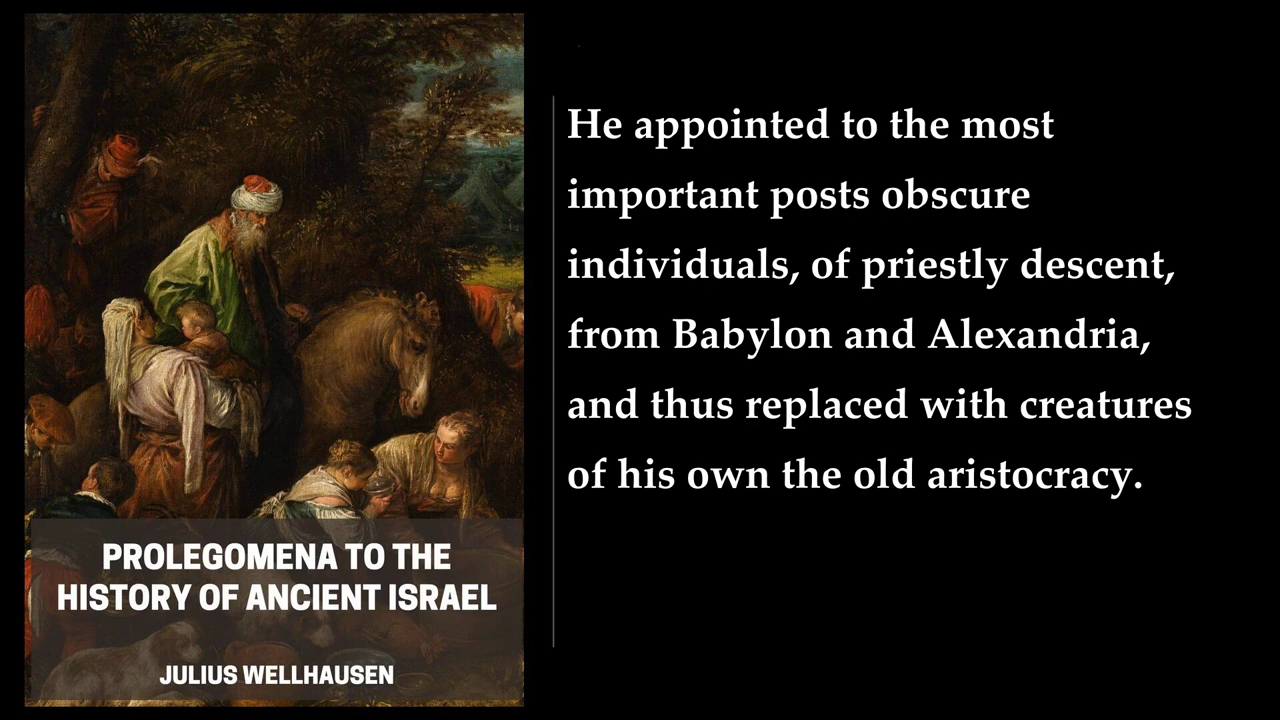 He appointed to the most
important posts obscure
individuals, of priestly descent,
from Babylon and Alexandria,
and thus replaced with creatures
of his own the old aristocracy.
PROLEGOMENA TO THE
HISTORY OF ANCIENT ISRAEL
JULIUS WELLHAUSEN